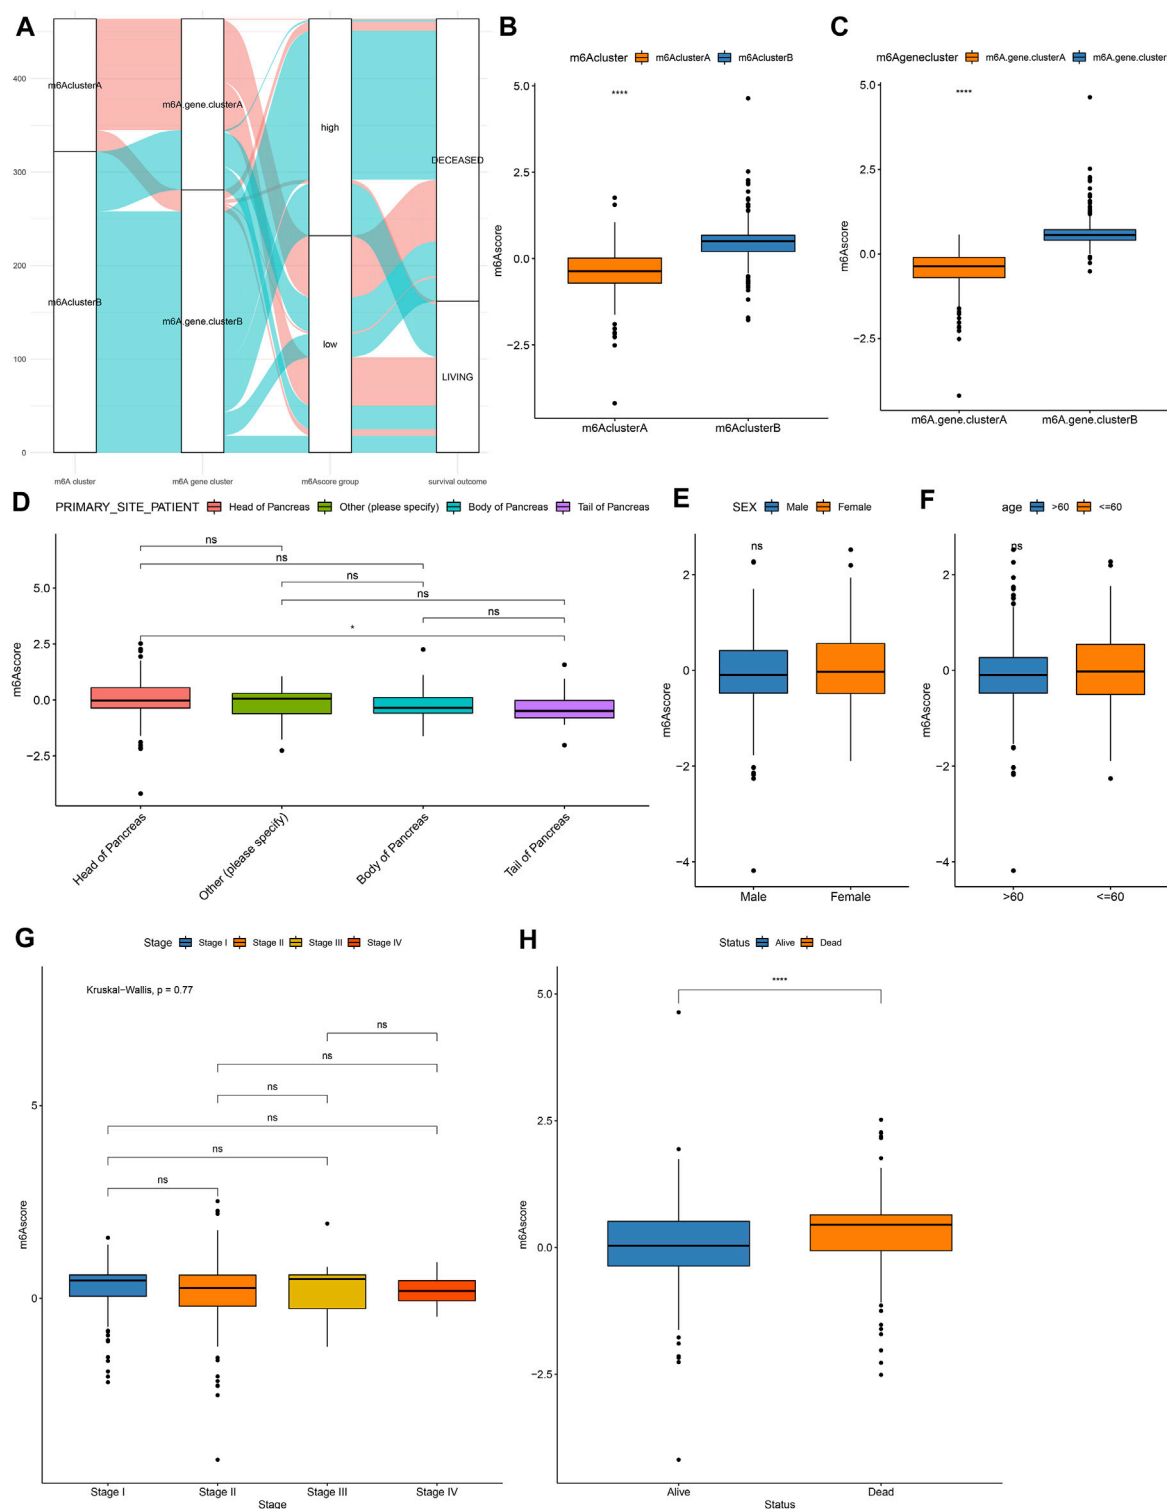 A
400
300
200
100
0
m6AclusterA
m6AclusterB
m6A.gene.clusterA
m6A.gene.clusterB
high
low
DECEASED
LIVING
m6A cluster
m6A gene cluster
m6Ascore group
survival outcome
B
m6Acluster m6AclusterA m6AclusterB
m6Ascore
5.0
2.5
0.0
−2.5
****
m6AclusterA
m6AclusterB
C
m6Agenecluster m6A.gene.clusterA m6A.gene.cluster
m6Ascore
5.0
2.5
0.0
−2.5
****
m6A.gene.clusterA
m6A.gene.clusterB
D
PRIMARY_SITE_PATIENT Head of Pancreas Other (please specify) Body of Pancreas Tail of Pancreas
m6Ascore
5.0
2.5
0.0
−2.5
ns
ns
ns
ns
ns
*
Head of Pancreas
Other (please specify)
Body of Pancreas
Tail of Pancreas
E
SEX Male Female
m6Ascore
2
0
−2
−4
ns
Male
Female
F
age >60 <=60
m6Ascore
2
0
−2
−4
ns
>60
<=60
G
Stage Stage I Stage II Stage III Stage IV
Kruskal−Wallis, p = 0.77
m6Ascore
5
0
ns
ns
ns
ns
ns
ns
Stage I
Stage II
Stage III
Stage IV
Stage
H
Status Alive Dead
m6Ascore
5.0
2.5
0.0
−2.5
****
Alive
Dead
Status